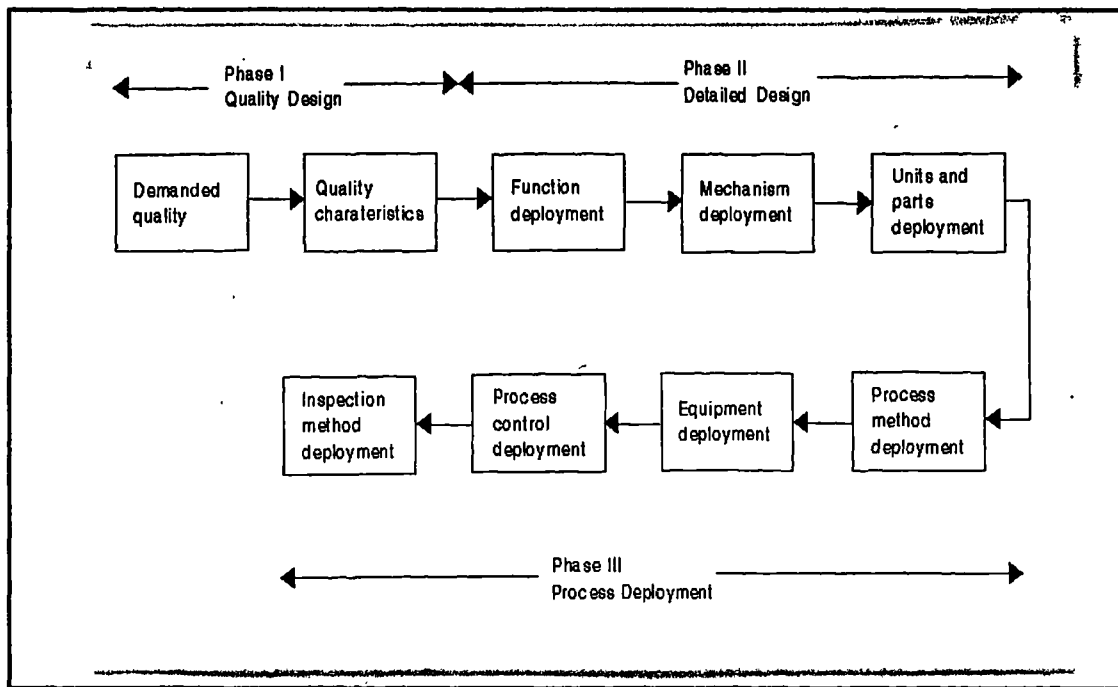 Phase I
Quality Design
Phase II
Detailed Design
Demanded
quality
Quality
charateristics
Function
deployment
Mechanism
deployment
Units and
parts
deployment
Inspection
method
deployment
Process
control
deployment
Equipment
deployment
Process
method
deployment
Phase III
Process Deployment